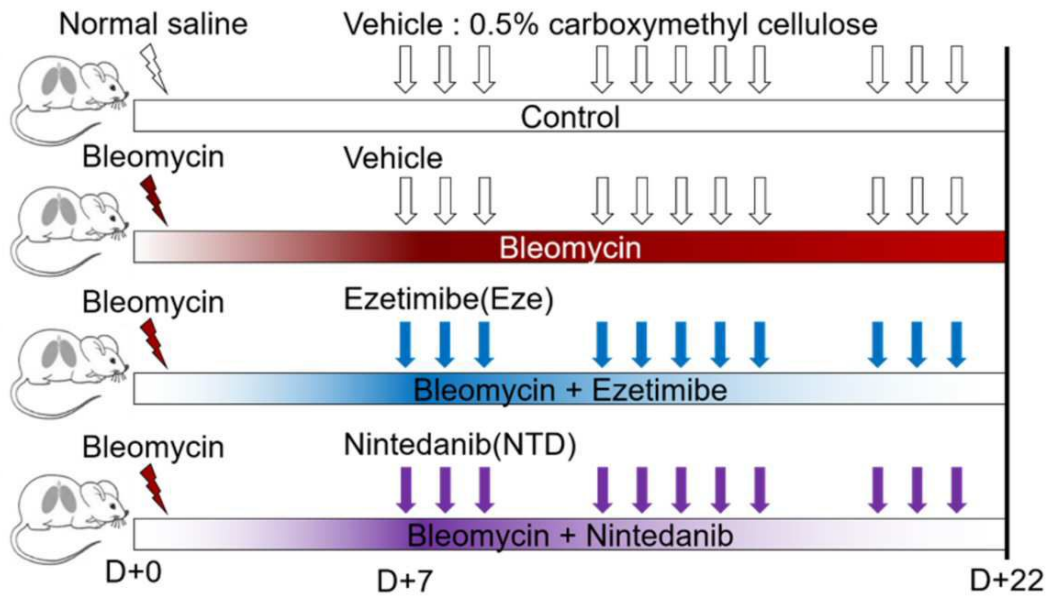 Normal saline
Vehicle : 0.5% carboxymethyl cellulose
Control
Bleomycin
Vehicle
Bleomycin
Bleomycin
Ezetimibe(Eze)
Bleomycin + Ezetimibe
Bleomycin
Nintedanib(NTD)
Bleomycin + Nintedanib
D+0
D+7
D+22